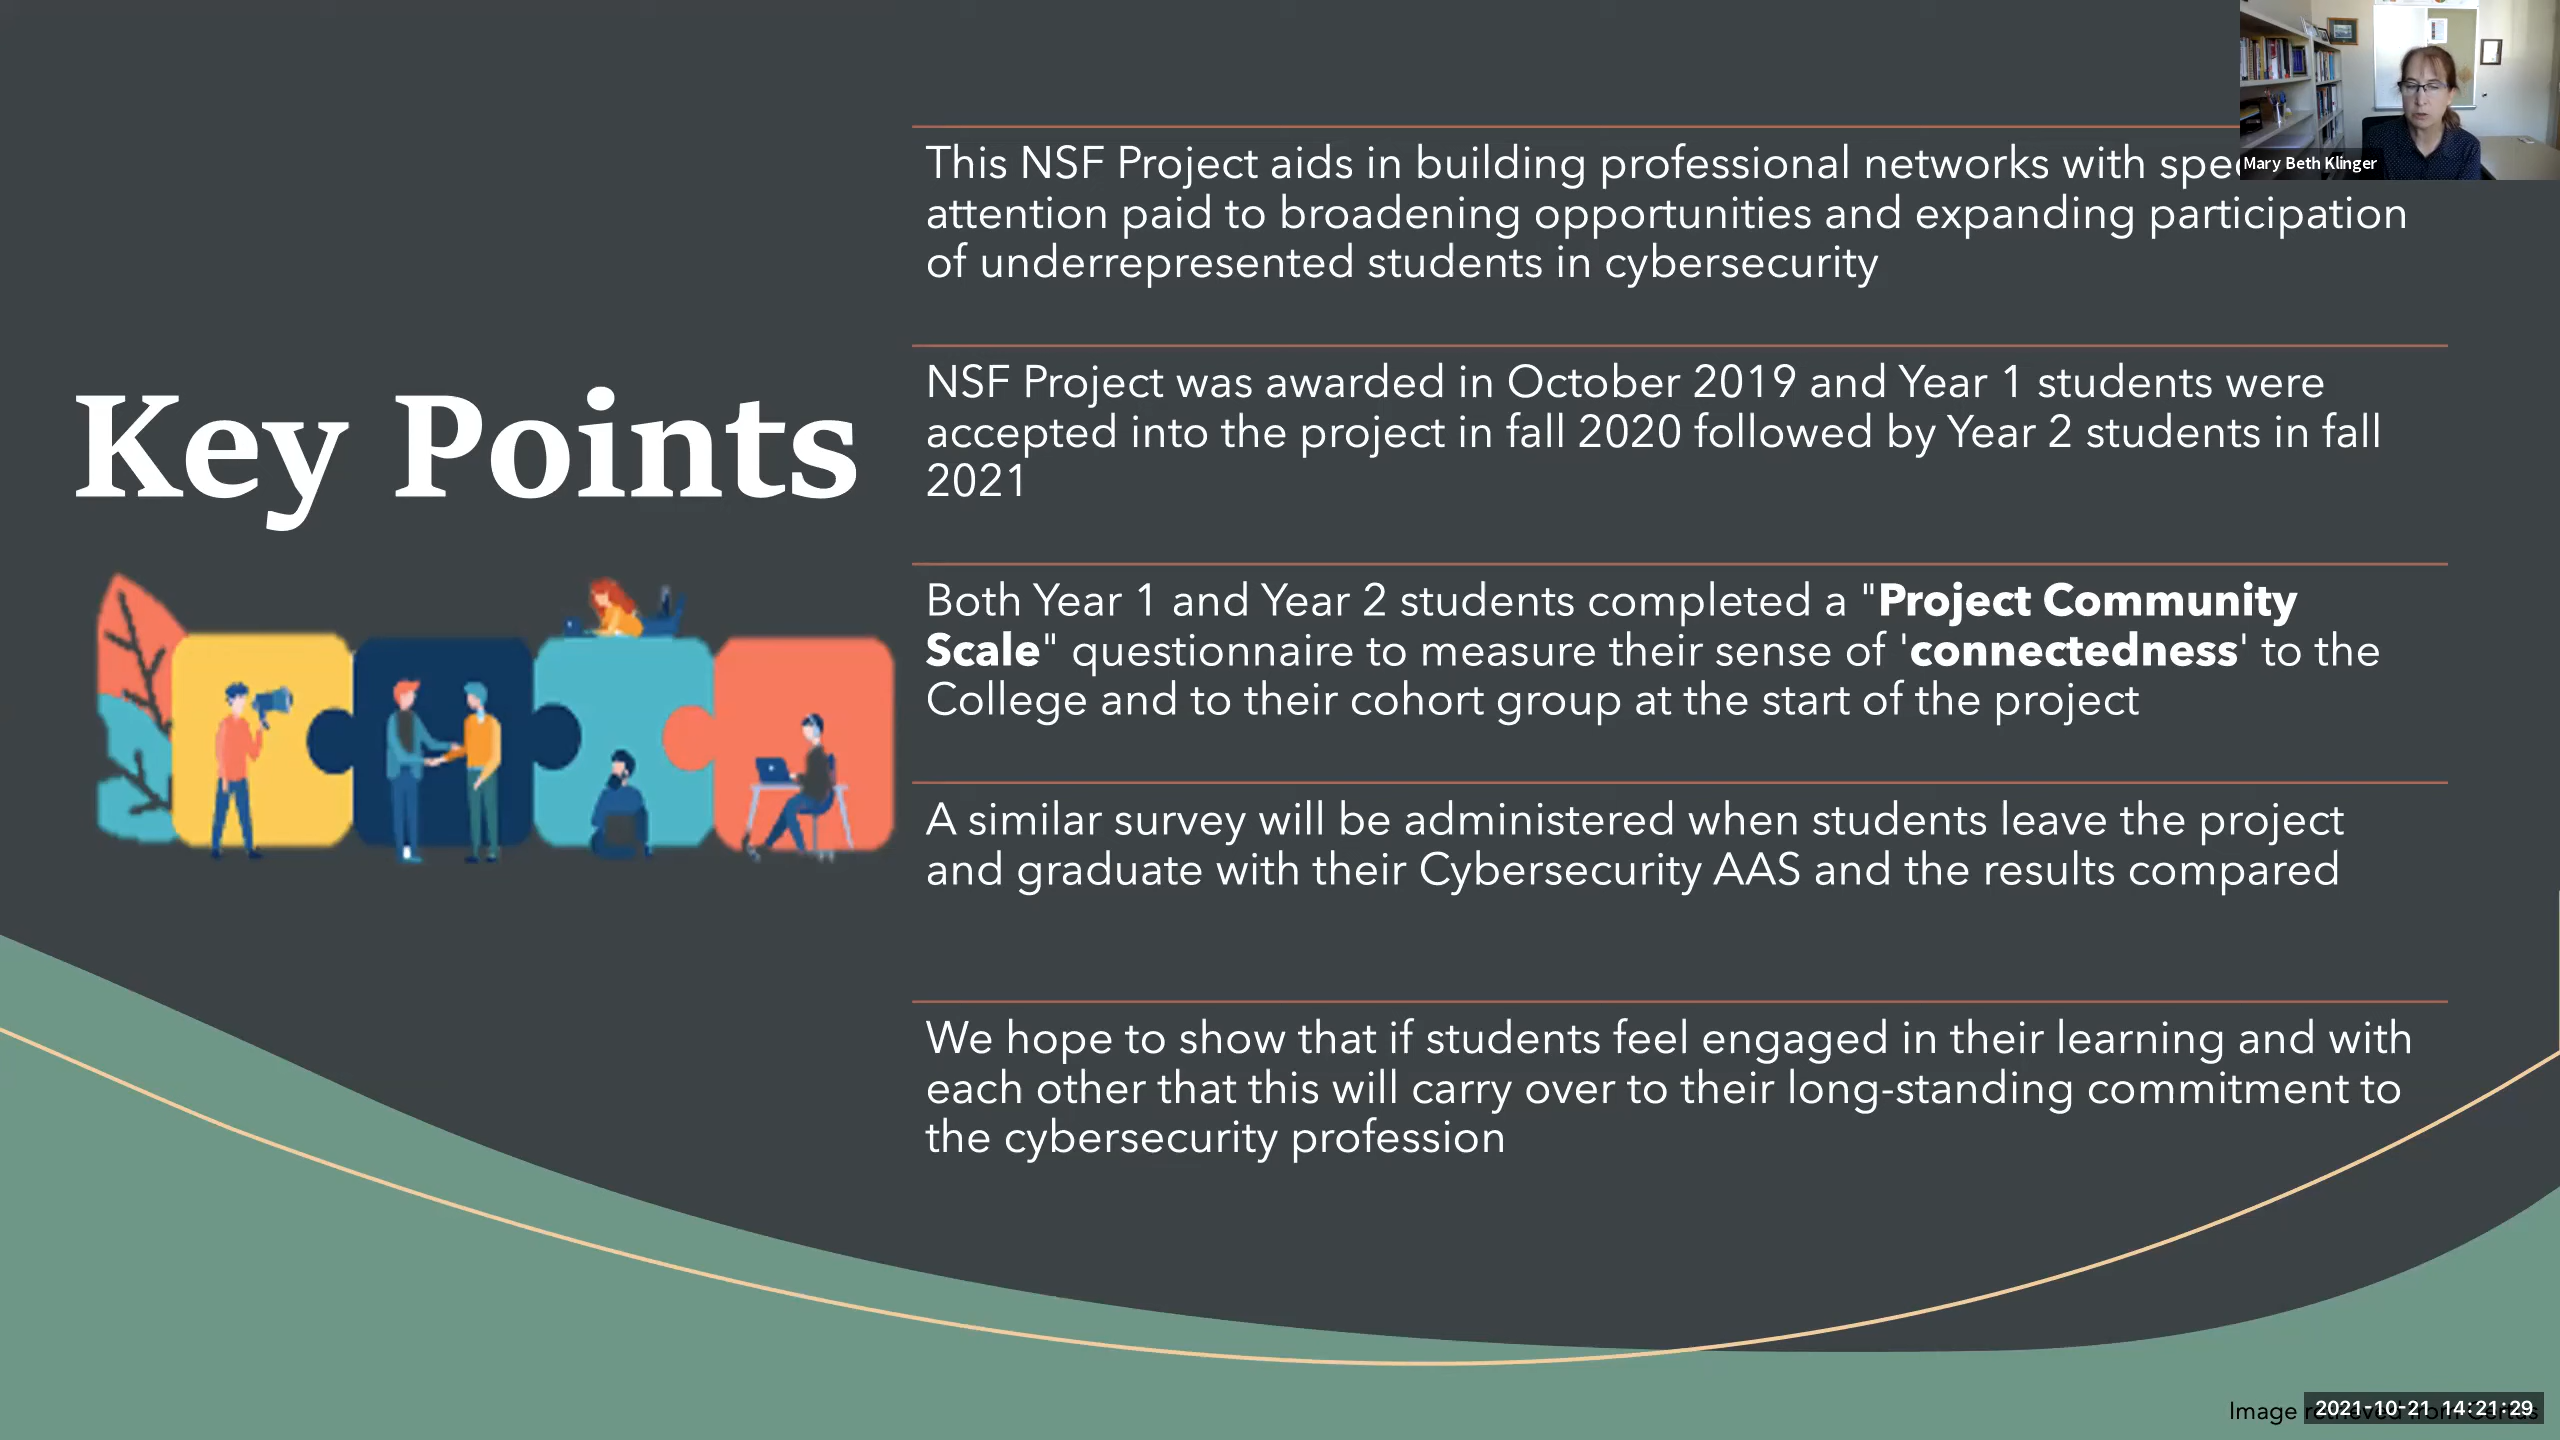 Key Points
This NSF Project aids in building professional networks with
attention paid to broadening opportunities and expanding participation
of underrepresented students in cybersecurity
NSF Project was awarded in October 2019 and Year 1 students were
accepted into the project in fall 2020 followed by Year 2 students in fall
2021
Both Year 1 and Year 2 students completed a "Project Community
Scale" questionnaire to measure their sense of 'connectedness' to the
College and to their cohort group at the start of the project
A similar survey will be administered when students leave the project
and graduate with their Cybersecurity AAS and the results compared
We hope to show that if students feel engaged in their learning and with
each other that this will carry over to their long-standing commitment to
the cybersecurity profession
Mary Beth Klinger
Image
2021-10-21 14:21:29